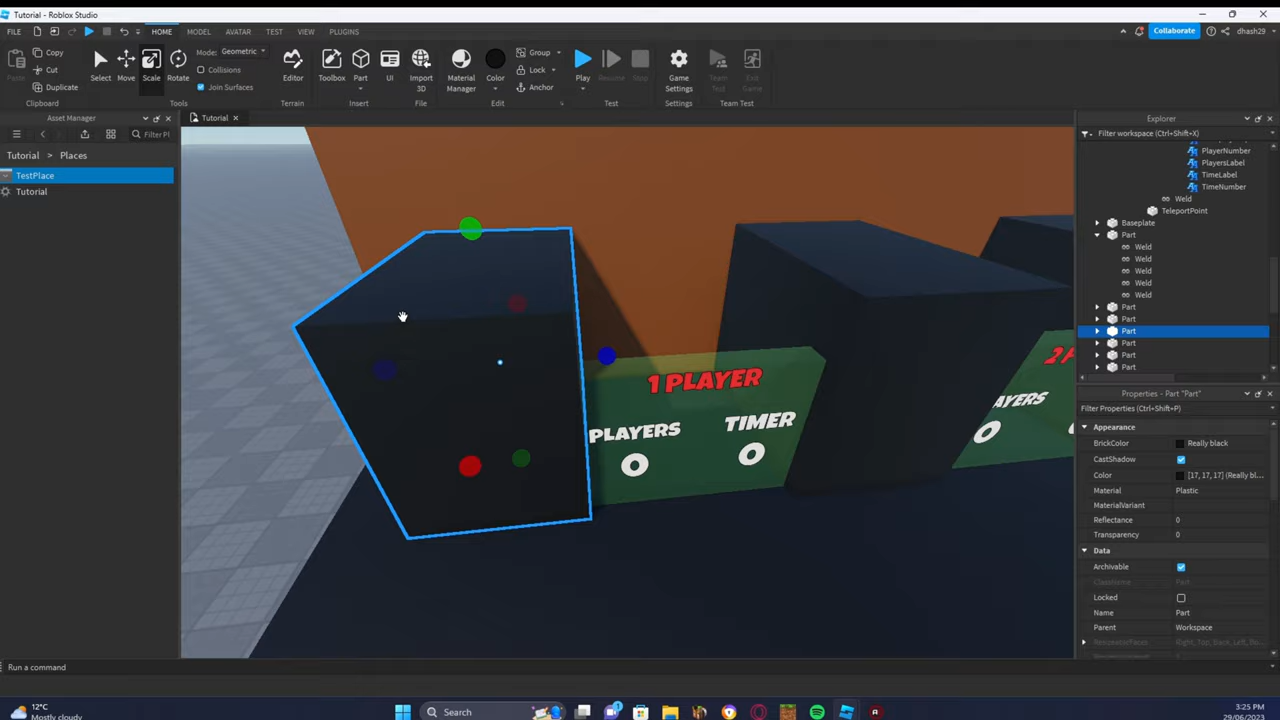 Tutorial - Roblox Studio
FILE HOME MODEL AVATAR TEST VIEW PLUGINS Collaborate dhash29
Copy
Cut
Duplicate
Paste
Clipboard
Select Move Scale Rotate
Mode: Geometric
Collisions
Join Surfaces
Tools
Editor
Terrain
Toolbox Part UI
Insert
Import 3D
File
Material Manager
Color
Group
Lock
Anchor
Edit
Play Resume Stop
Test
Game Settings
Settings
Team Test
Exit Game
Team Test
Asset Manager
Filter Pl
Tutorial > Places
TestPlace
Tutorial
Tutorial
1 PLAYER
PLAYERS TIMER
0 0
2 P
AYERS
0
Explorer
Filter workspace (Ctrl+Shift+X)
PlayerNumber
PlayersLabel
TimeLabel
TimeNumber
Weld
TeleportPoint
Baseplate
Part
Weld
Weld
Weld
Weld
Weld
Part
Part
Part
Part
Part
Part
Properties - Part "Part"
Filter Properties (Ctrl+Shift+P)
Appearance
BrickColor Really black
CastShadow
Color [17, 17, 17] (Really bl...
Material Plastic
MaterialVariant
Reflectance 0
Transparency 0
Data
Archivable
ClassName Part
Locked
Name Part
Parent Workspace
Run a command
12°C
Mostly cloudy
Search
3:25 PM
29/06/2023